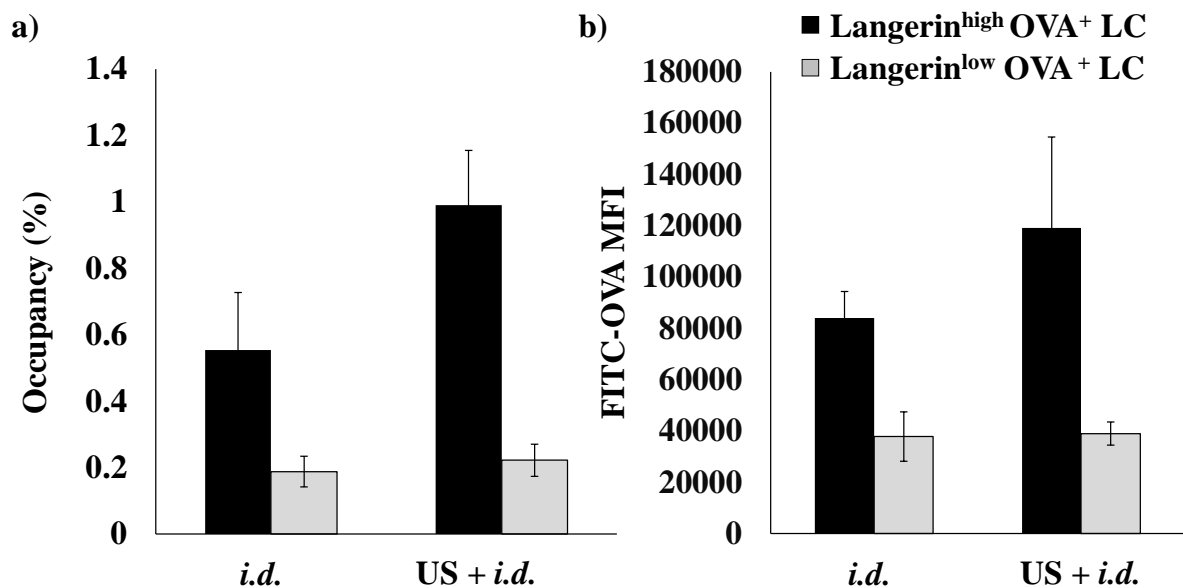 a)
Occupancy (%)
1.4
1.2
1
0.8
0.6
0.4
0.2
0
i.d.
US + i.d.
b)
Langerin^high OVA⁺ LC
Langerin^low OVA⁺ LC
FITC-OVA MFI
180000
160000
140000
120000
100000
80000
60000
40000
20000
0
i.d.
US + i.d.